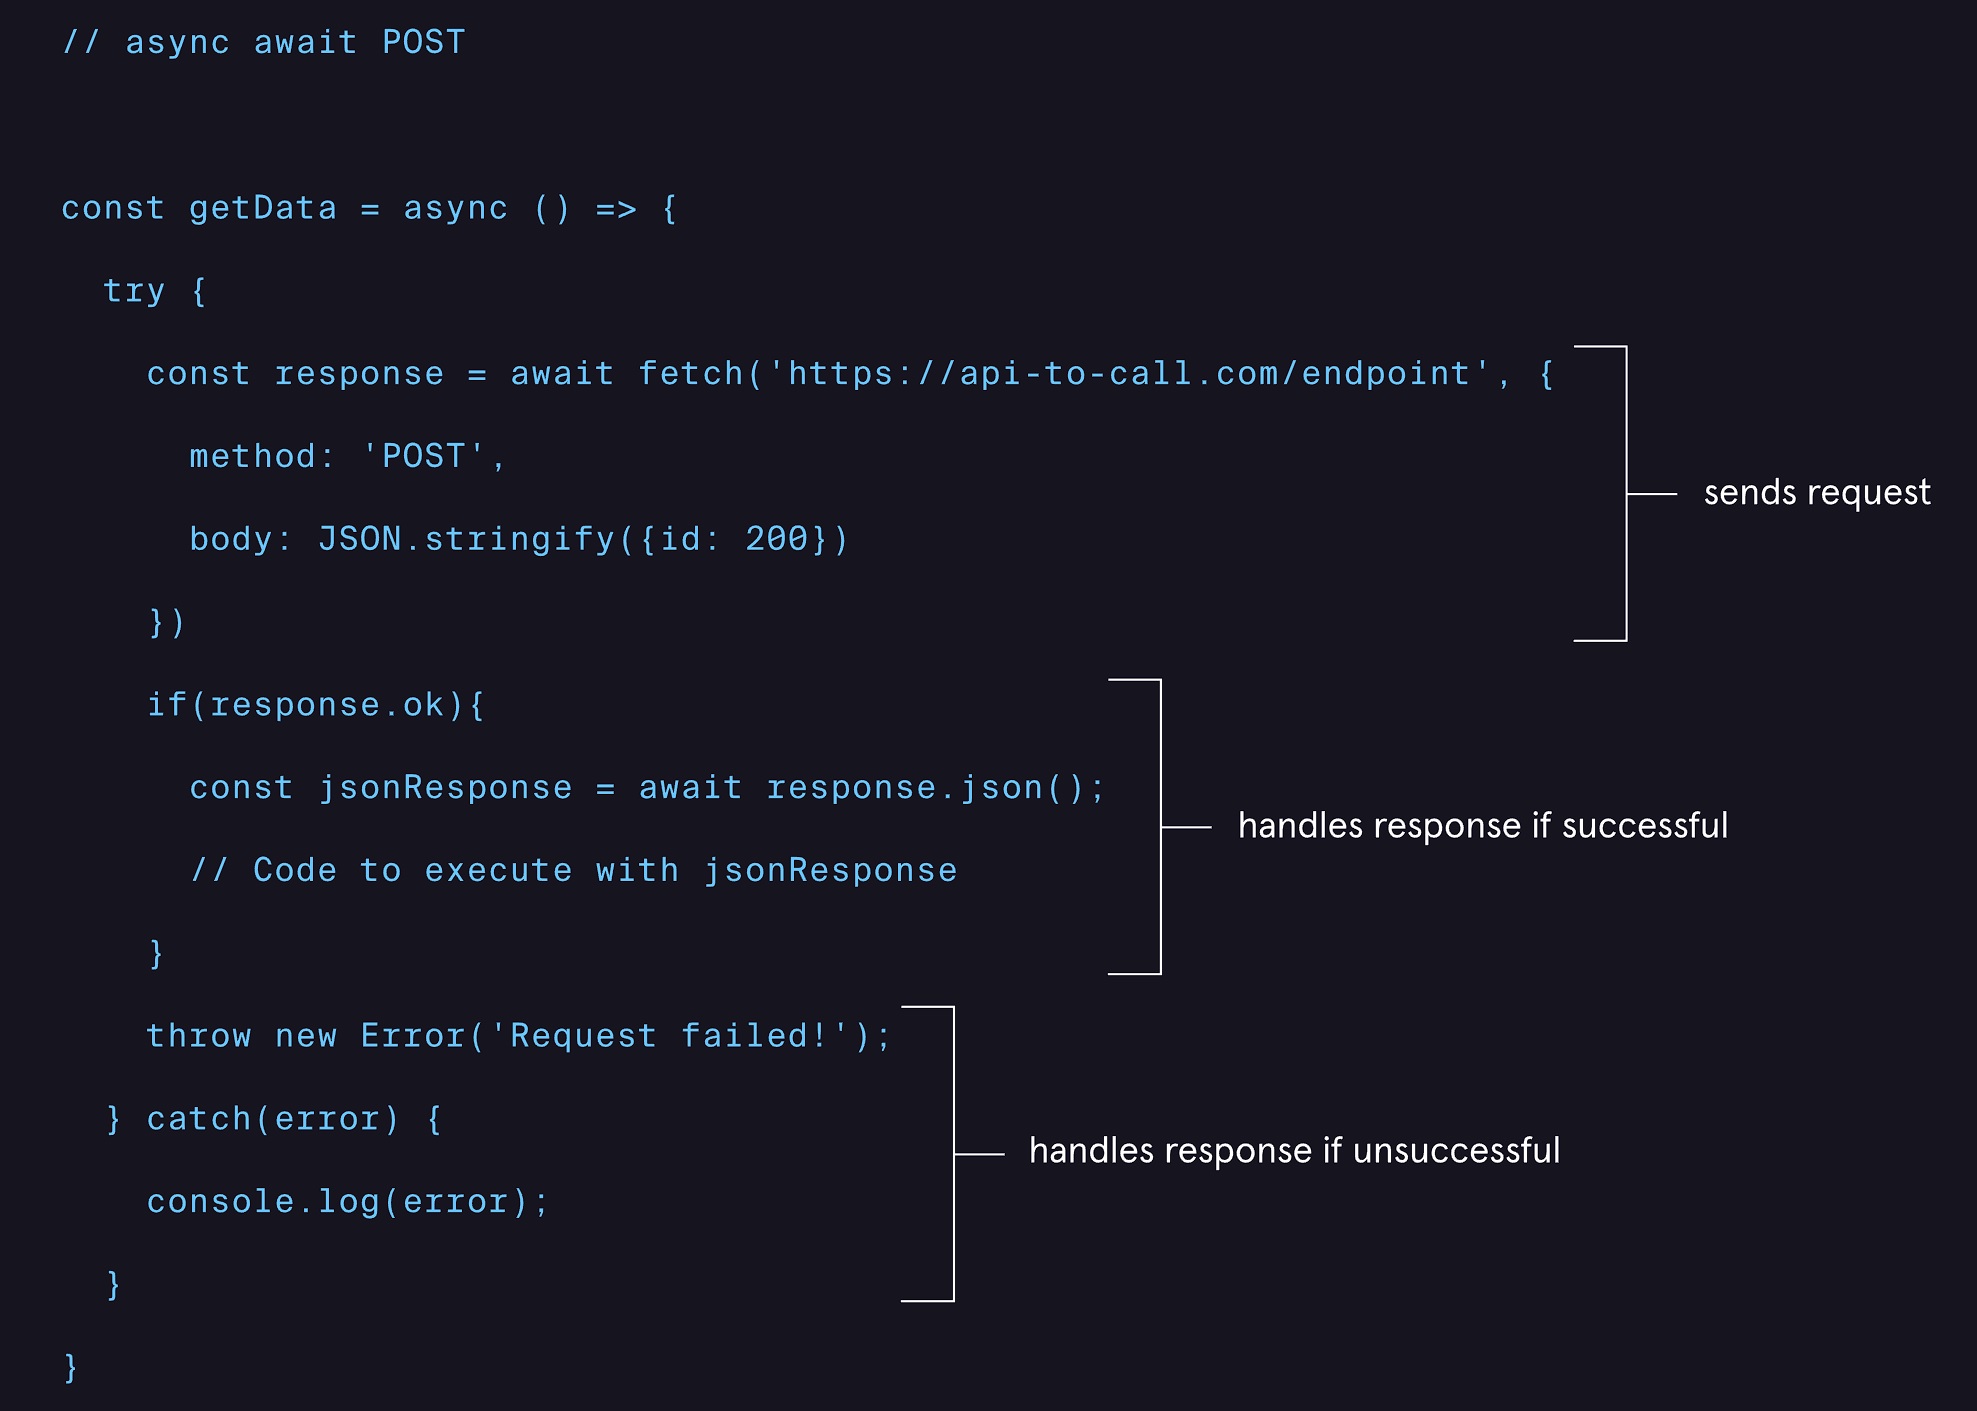 // async await POST
const getData = async () => {
try {
const response = await fetch('https://api-to-call.com/endpoint', {
method: 'POST',
body: JSON.stringify({id: 200})
})
sends request
if(response.ok){
const jsonResponse = await response.json();
// Code to execute with jsonResponse
}
handles response if successful
throw new Error('Request failed!');
} catch(error) {
console.log(error);
}
handles response if unsuccessful
}